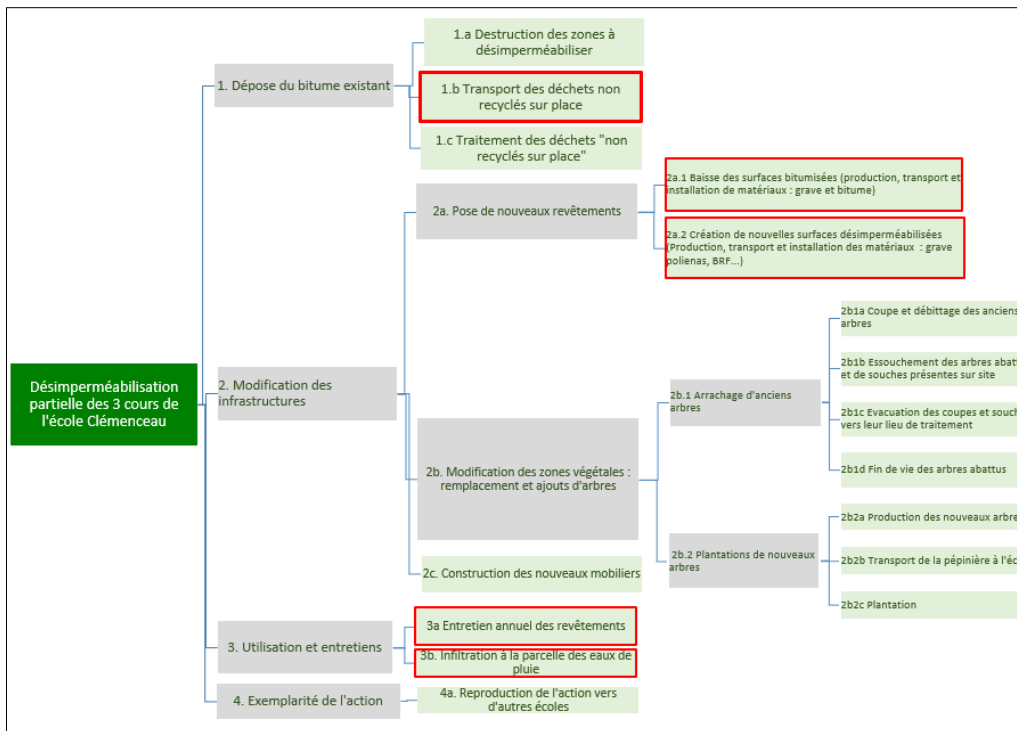 Désimperméabilisation
partielle des 3 cours de
l'école Clémenceau
1. Dépose du bitume existant
1.a Destruction des zones à
désimperméabiliser
1.b Transport des déchets non
recyclés sur place
1.c Traitement des déchets "non
recyclés sur place"
2. Modification des
infrastructures
2a. Pose de nouveaux revêtements
2a.1 Baisse des surfaces bitumisées (production, transport et
installation de matériaux : grave et bitume)
2a.2 Création de nouvelles surfaces désimperméabilisées
(Production, transport et installation des matériaux : grave
polienas, BRF...)
2b. Modification des zones végétales :
remplacement et ajouts d'arbres
2b.1 Arrachage d'anciens
arbres
2b1a Coupe et débittage des anciens
arbres
2b1b Essouchement des arbres abatt
et de souches présentes sur site
2b1c Evacuation des coupes et souch
vers leur lieu de traitement
2b1d Fin de vie des arbres abattus
2b.2 Plantations de nouveaux
arbres
2b2a Production des nouveaux arbre
2b2b Transport de la pépinière à l'éc
2b2c Plantation
2c. Construction des nouveaux mobiliers
3. Utilisation et entretiens
3a Entretien annuel des revêtements
3b. Infiltration à la parcelle des eaux de
pluie
4. Exemplarité de l'action
4a. Reproduction de l'action vers
d'autres écoles